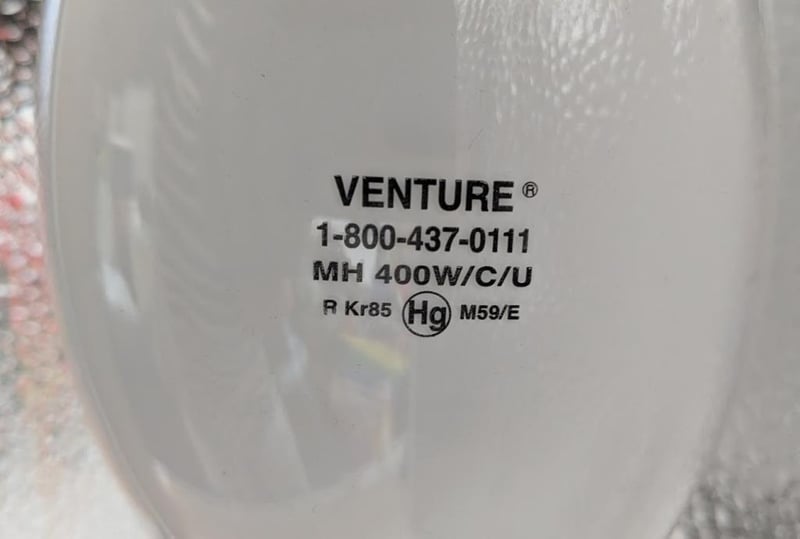 VENTURE®
1-800-437-0111
MH 400W/C/U
R Kr85 Hg M59/E